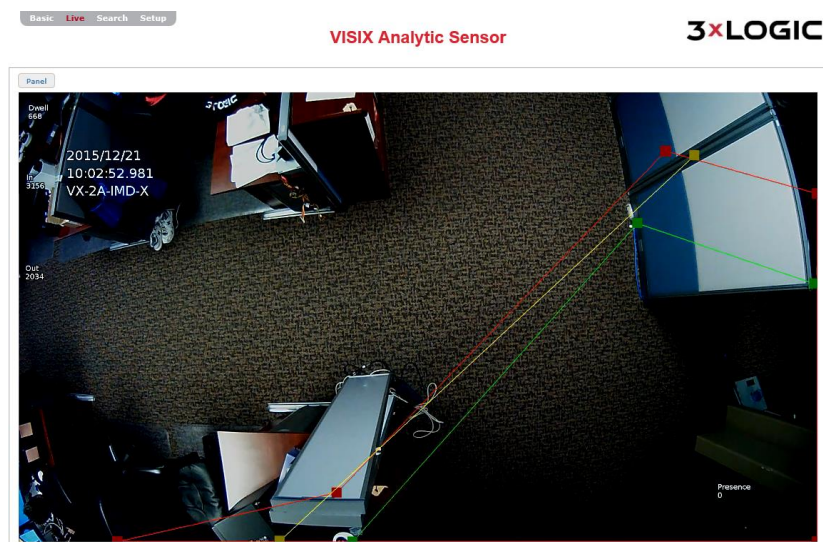 Basic Live Search Setup
VISIX Analytic Sensor
3xLOGIC
Panel
Dwell
668
2015/12/21
10:02:52.981
VX-2A-IMD-X
In
3156
Out
2034
Presence
0